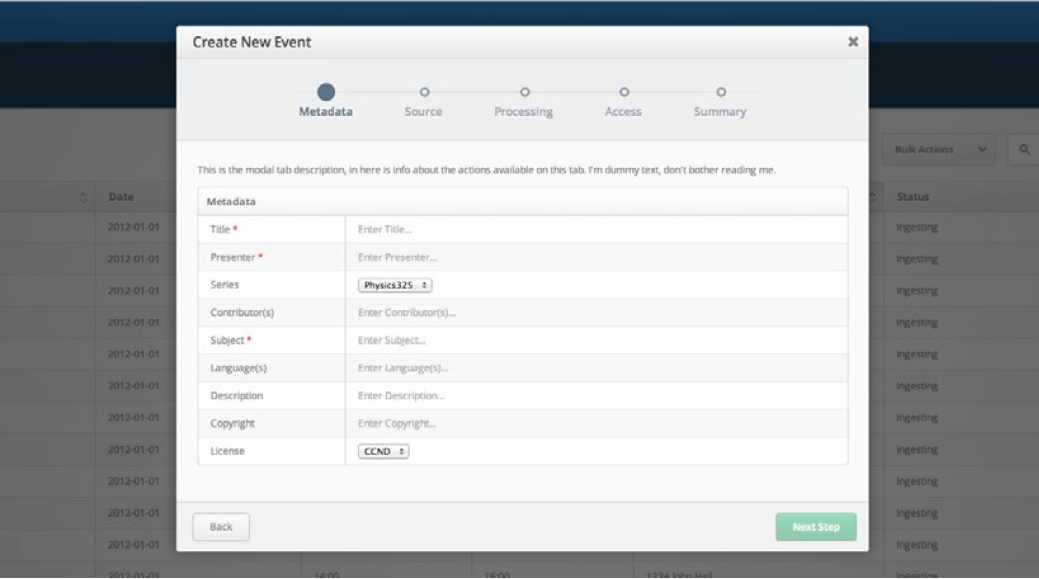 Create New Event
Metadata Source Processing Access Summary
Bulk Actions
This is the modal tab description, in here is info about the actions available on this tab. I'm dummy text, don't bother reading me.
Date Status
Metadata
Title * Enter Title...
2012-01-01 Ingesting
Presenter * Enter Presenter...
2012-01-01 Ingesting
Series Physics325
2012-01-01 Ingesting
Contributor(s) Enter Contributor(s)...
2012-01-01 Ingesting
Subject * Enter Subject...
2012-01-01 Ingesting
Language(s) Enter Language(s)...
2012-01-01 Ingesting
Description Enter Description...
2012-01-01 Ingesting
Copyright Enter Copyright...
2012-01-01 Ingesting
License CCND
2012-01-01 Ingesting
2012-01-01 Ingesting
Back Next Step
2012-01-01 Ingesting
2012-01-01 14:00 16:00 123A John Hall Ingesting